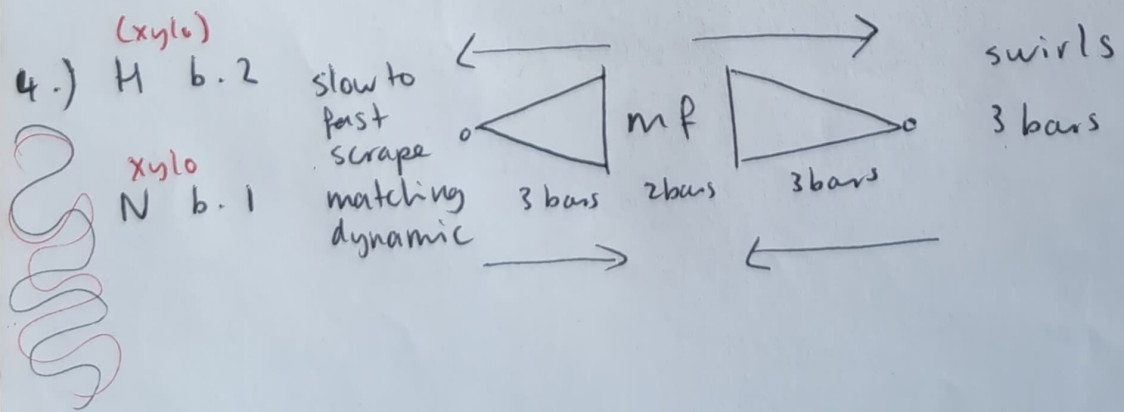 (xylo)
4.) H b.2
xylo
N b.1
slow to
fast
scrape
matching
dynamic
mf
3 bars 2bars 3bars
swirls
3 bars